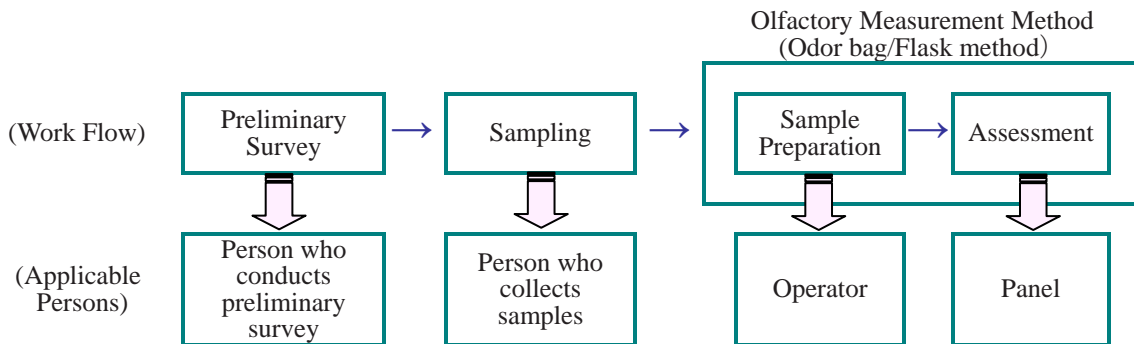 Olfactory Measurement Method
(Odor bag/Flask method）
(Work Flow)
Preliminary
Survey
Sampling
Sample
Preparation
Assessment
(Applicable
Persons)
Person who
conducts
preliminary
survey
Person who
collects
samples
Operator
Panel